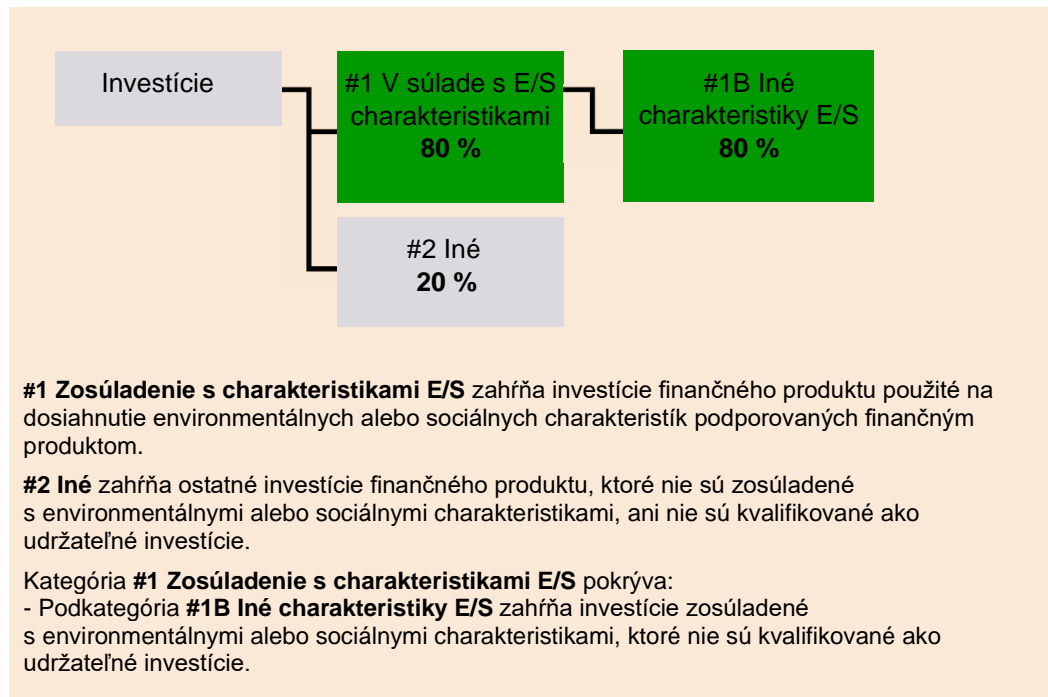 Investície
#1 V súlade s E/S
charakteristikami
80 %
#1B Iné
charakteristiky E/S
80 %
#2 Iné
20 %
#1 Zosúladenie s charakteristikami E/S zahŕňa investície finančného produktu použité na
dosiahnutie environmentálnych alebo sociálnych charakteristík podporovaných finančným
produktom.
#2 Iné zahŕňa ostatné investície finančného produktu, ktoré nie sú zosúladené
s environmentálnymi alebo sociálnymi charakteristikami, ani nie sú kvalifikované ako
udržateľné investície.
Kategória #1 Zosúladenie s charakteristikami E/S pokrýva:
- Podkategória #1B Iné charakteristiky E/S zahŕňa investície zosúladené
s environmentálnymi alebo sociálnymi charakteristikami, ktoré nie sú kvalifikované ako
udržateľné investície.